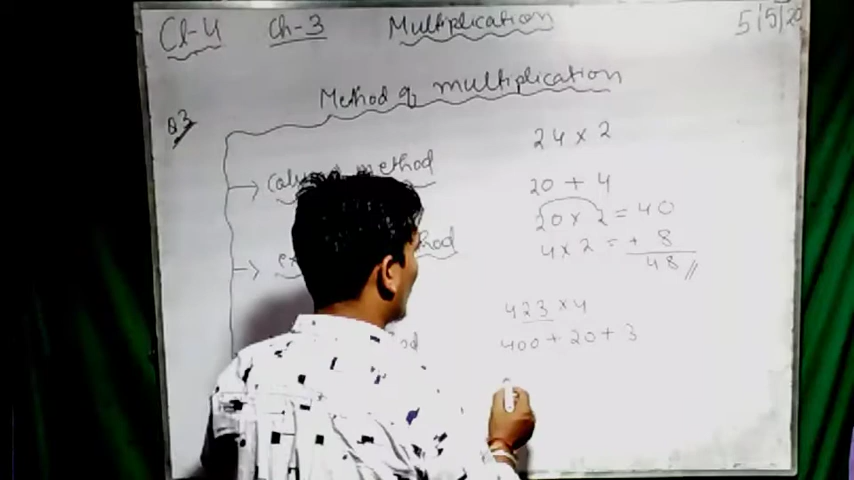 Cl-4 Ch-3 Multiplication 5/5/20
Method of multiplication
Q3
method
24 × 2
20 + 4
20 × 2 = 40
4 × 2 = + 8
48 //
423 × 4
400 + 20 + 3